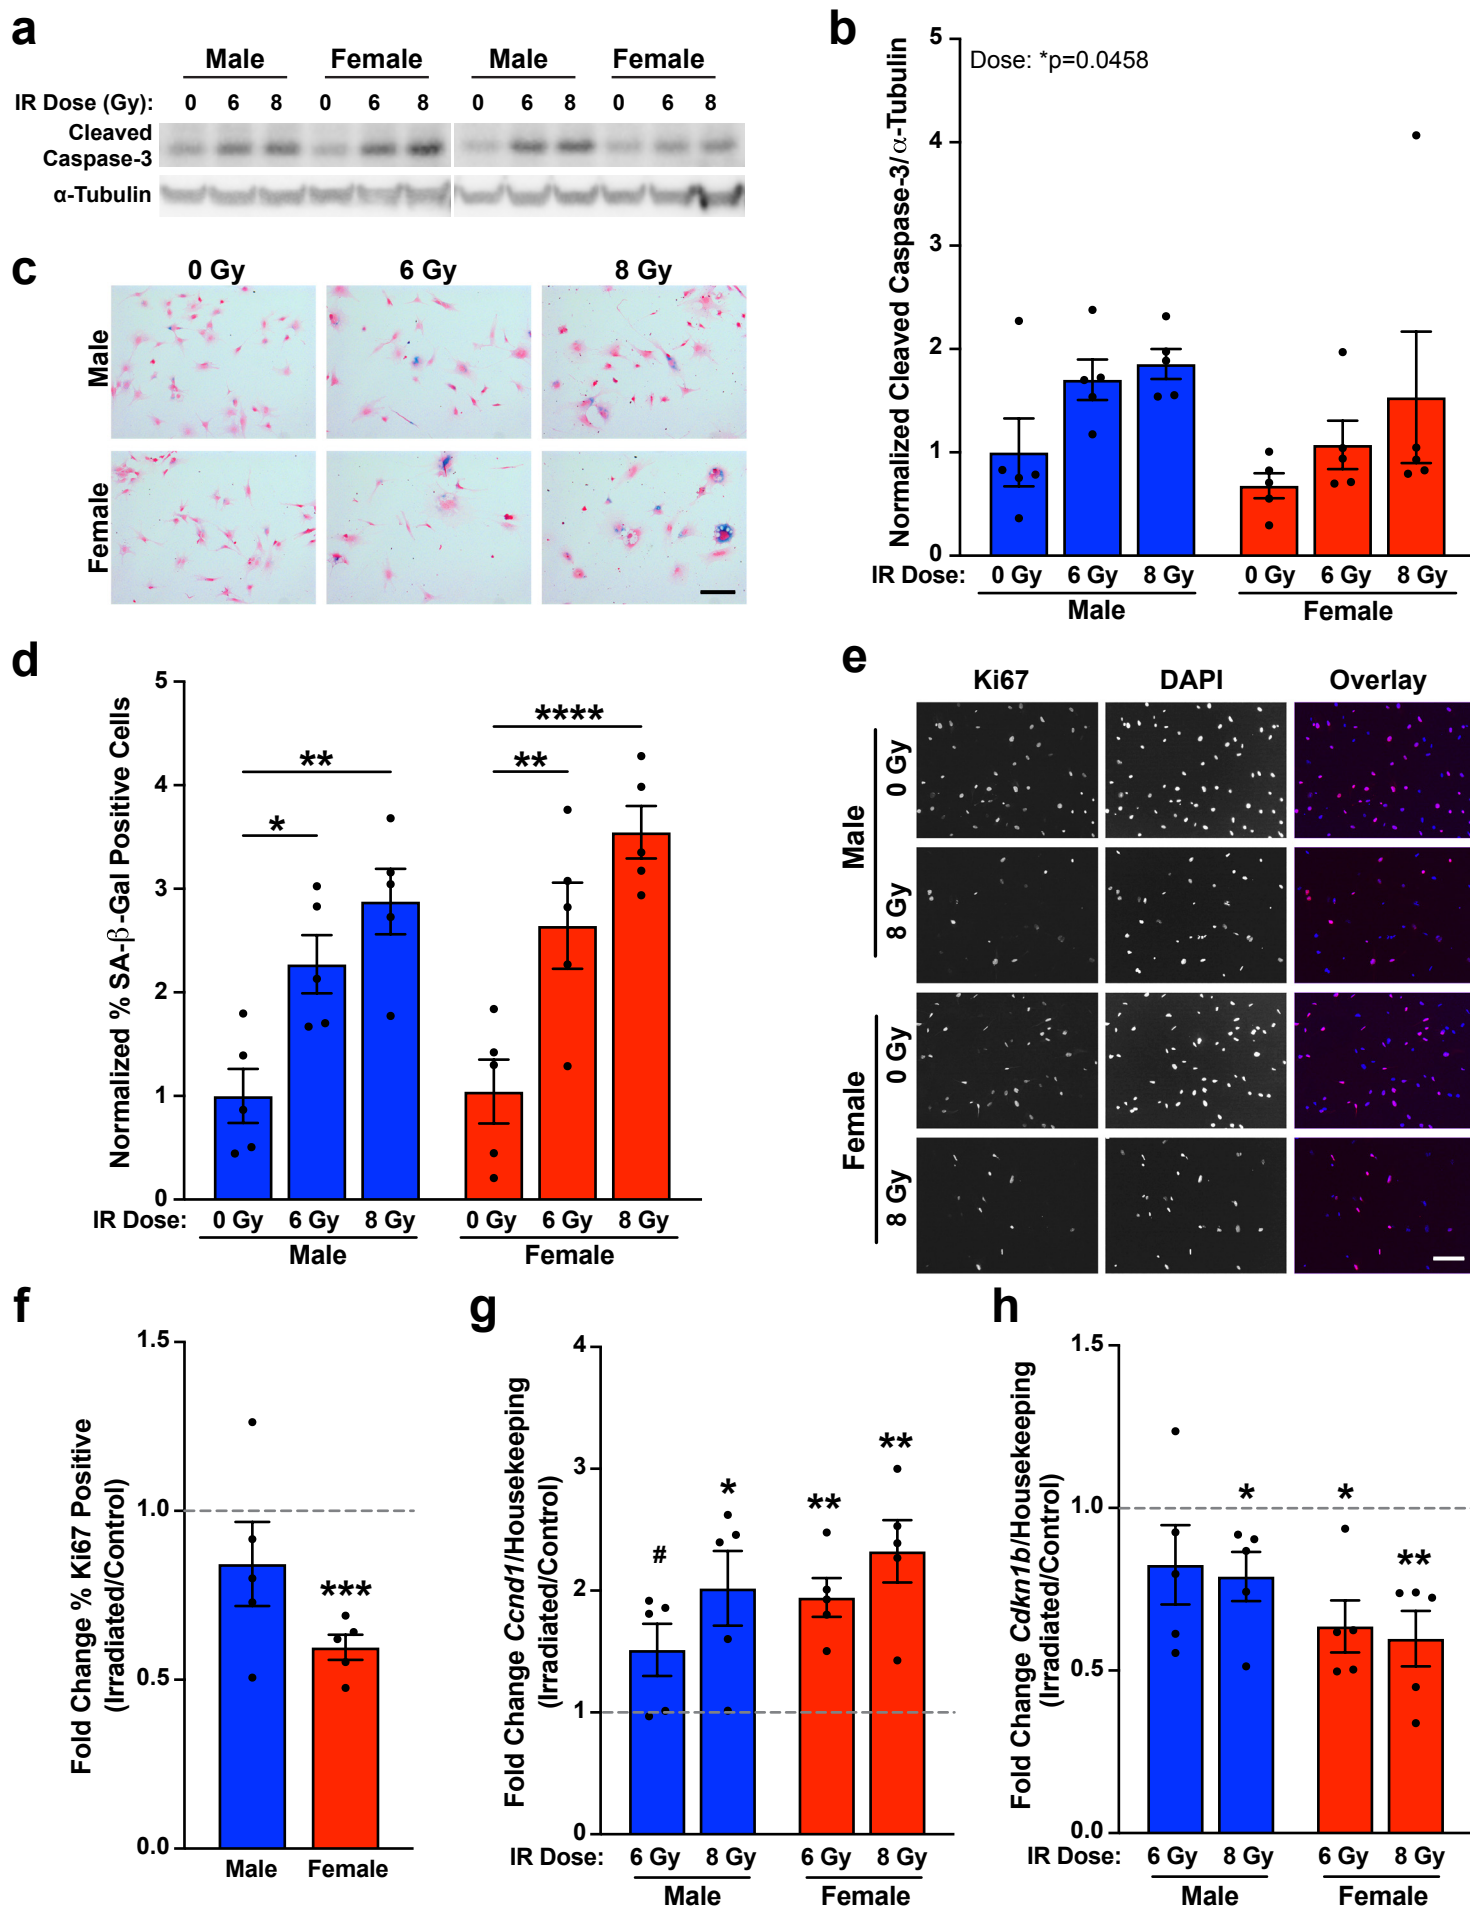 a
Male Female Male Female
IR Dose (Gy): 0 6 8 0 6 8 0 6 8 0 6 8
Cleaved
Caspase-3
α-Tubulin
b
Normalized Cleaved Caspase-3/α-Tubulin
Dose: *p=0.0458
5
4
3
2
1
0
IR Dose: 0 Gy 6 Gy 8 Gy 0 Gy 6 Gy 8 Gy
Male Female
c
0 Gy 6 Gy 8 Gy
Male
Female
d
Normalized % SA-β-Gal Positive Cells
5
4
3
2
1
0
* ** ** ****
IR Dose: 0 Gy 6 Gy 8 Gy 0 Gy 6 Gy 8 Gy
Male Female
e
Ki67 DAPI Overlay
Male
0 Gy
8 Gy
Female
0 Gy
8 Gy
f
Fold Change % Ki67 Positive
(Irradiated/Control)
1.5
1.0
0.5
0.0
***
Male Female
g
Fold Change Ccnd1/Housekeeping
(Irradiated/Control)
4
3
2
1
0
# * ** **
IR Dose: 6 Gy 8 Gy 6 Gy 8 Gy
Male Female
h
Fold Change Cdkn1b/Housekeeping
(Irradiated/Control)
1.5
1.0
0.5
0.0
* * **
6 Gy 8 Gy 6 Gy 8 Gy
Male Female